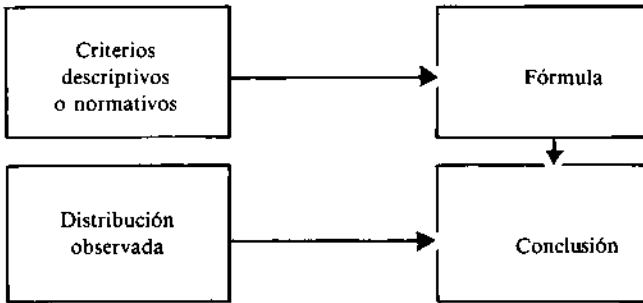 Criterios
descriptivos
o normativos
Fórmula
Distribución
observada
Conclusión